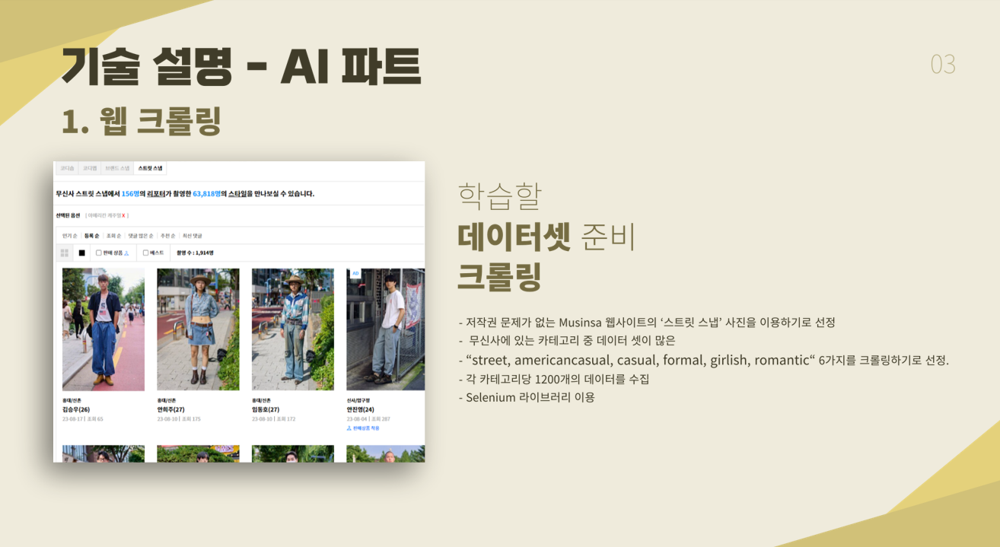 기술 설명 - AI 파트
03
1. 웹 크롤링
코디숍 코디맵 브랜드 스냅 스트릿 스냅
무신사 스트릿 스냅에서 156명의 리포터가 촬영한 63,818명의 스타일을 만나보실 수 있습니다.
선택된 옵션 [ 아메리칸 캐주얼 X ]
인기 순 | 등록 순 | 조회 순 | 댓글 많은 순 | 추천 순 | 최신 댓글
판매 상품 베스트 촬영 수 : 1,914명
AD
홍대/신촌
김승우(26)
23-08-17 | 조회 65
홍대/신촌
안희주(27)
23-08-10 | 조회 175
홍대/신촌
임동호(27)
23-08-10 | 조회 172
신사/압구정
안진영(24)
23-08-04 | 조회 287
판매상품 착용
학습할
데이터셋 준비
크롤링
- 저작권 문제가 없는 Musinsa 웹사이트의 ‘스트릿 스냅’ 사진을 이용하기로 선정
- 무신사에 있는 카테고리 중 데이터 셋이 많은
- “street, americancasual, casual, formal, girlish, romantic“ 6가지를 크롤링하기로 선정.
- 각 카테고리당 1200개의 데이터를 수집
- Selenium 라이브러리 이용